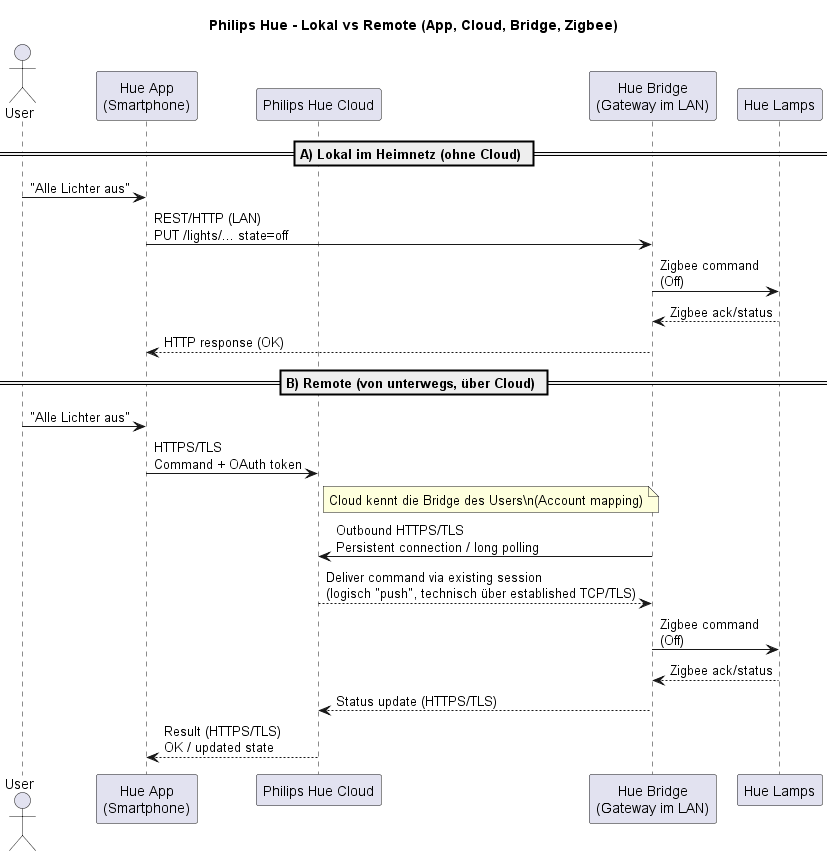 Philips Hue - Lokal vs Remote (App, Cloud, Bridge, Zigbee)
User
Hue App
(Smartphone)
Philips Hue Cloud
Hue Bridge
(Gateway im LAN)
Hue Lamps
A) Lokal im Heimnetz (ohne Cloud)
"Alle Lichter aus"
REST/HTTP (LAN)
PUT /lights/... state=off
Zigbee command
(Off)
Zigbee ack/status
HTTP response (OK)
B) Remote (von unterwegs, über Cloud)
"Alle Lichter aus"
HTTPS/TLS
Command + OAuth token
Cloud kennt die Bridge des Users\n(Account mapping)
Outbound HTTPS/TLS
Persistent connection / long polling
Deliver command via existing session
(logisch "push", technisch über established TCP/TLS)
Zigbee command
(Off)
Zigbee ack/status
Status update (HTTPS/TLS)
Result (HTTPS/TLS)
OK / updated state
User
Hue App
(Smartphone)
Philips Hue Cloud
Hue Bridge
(Gateway im LAN)
Hue Lamps